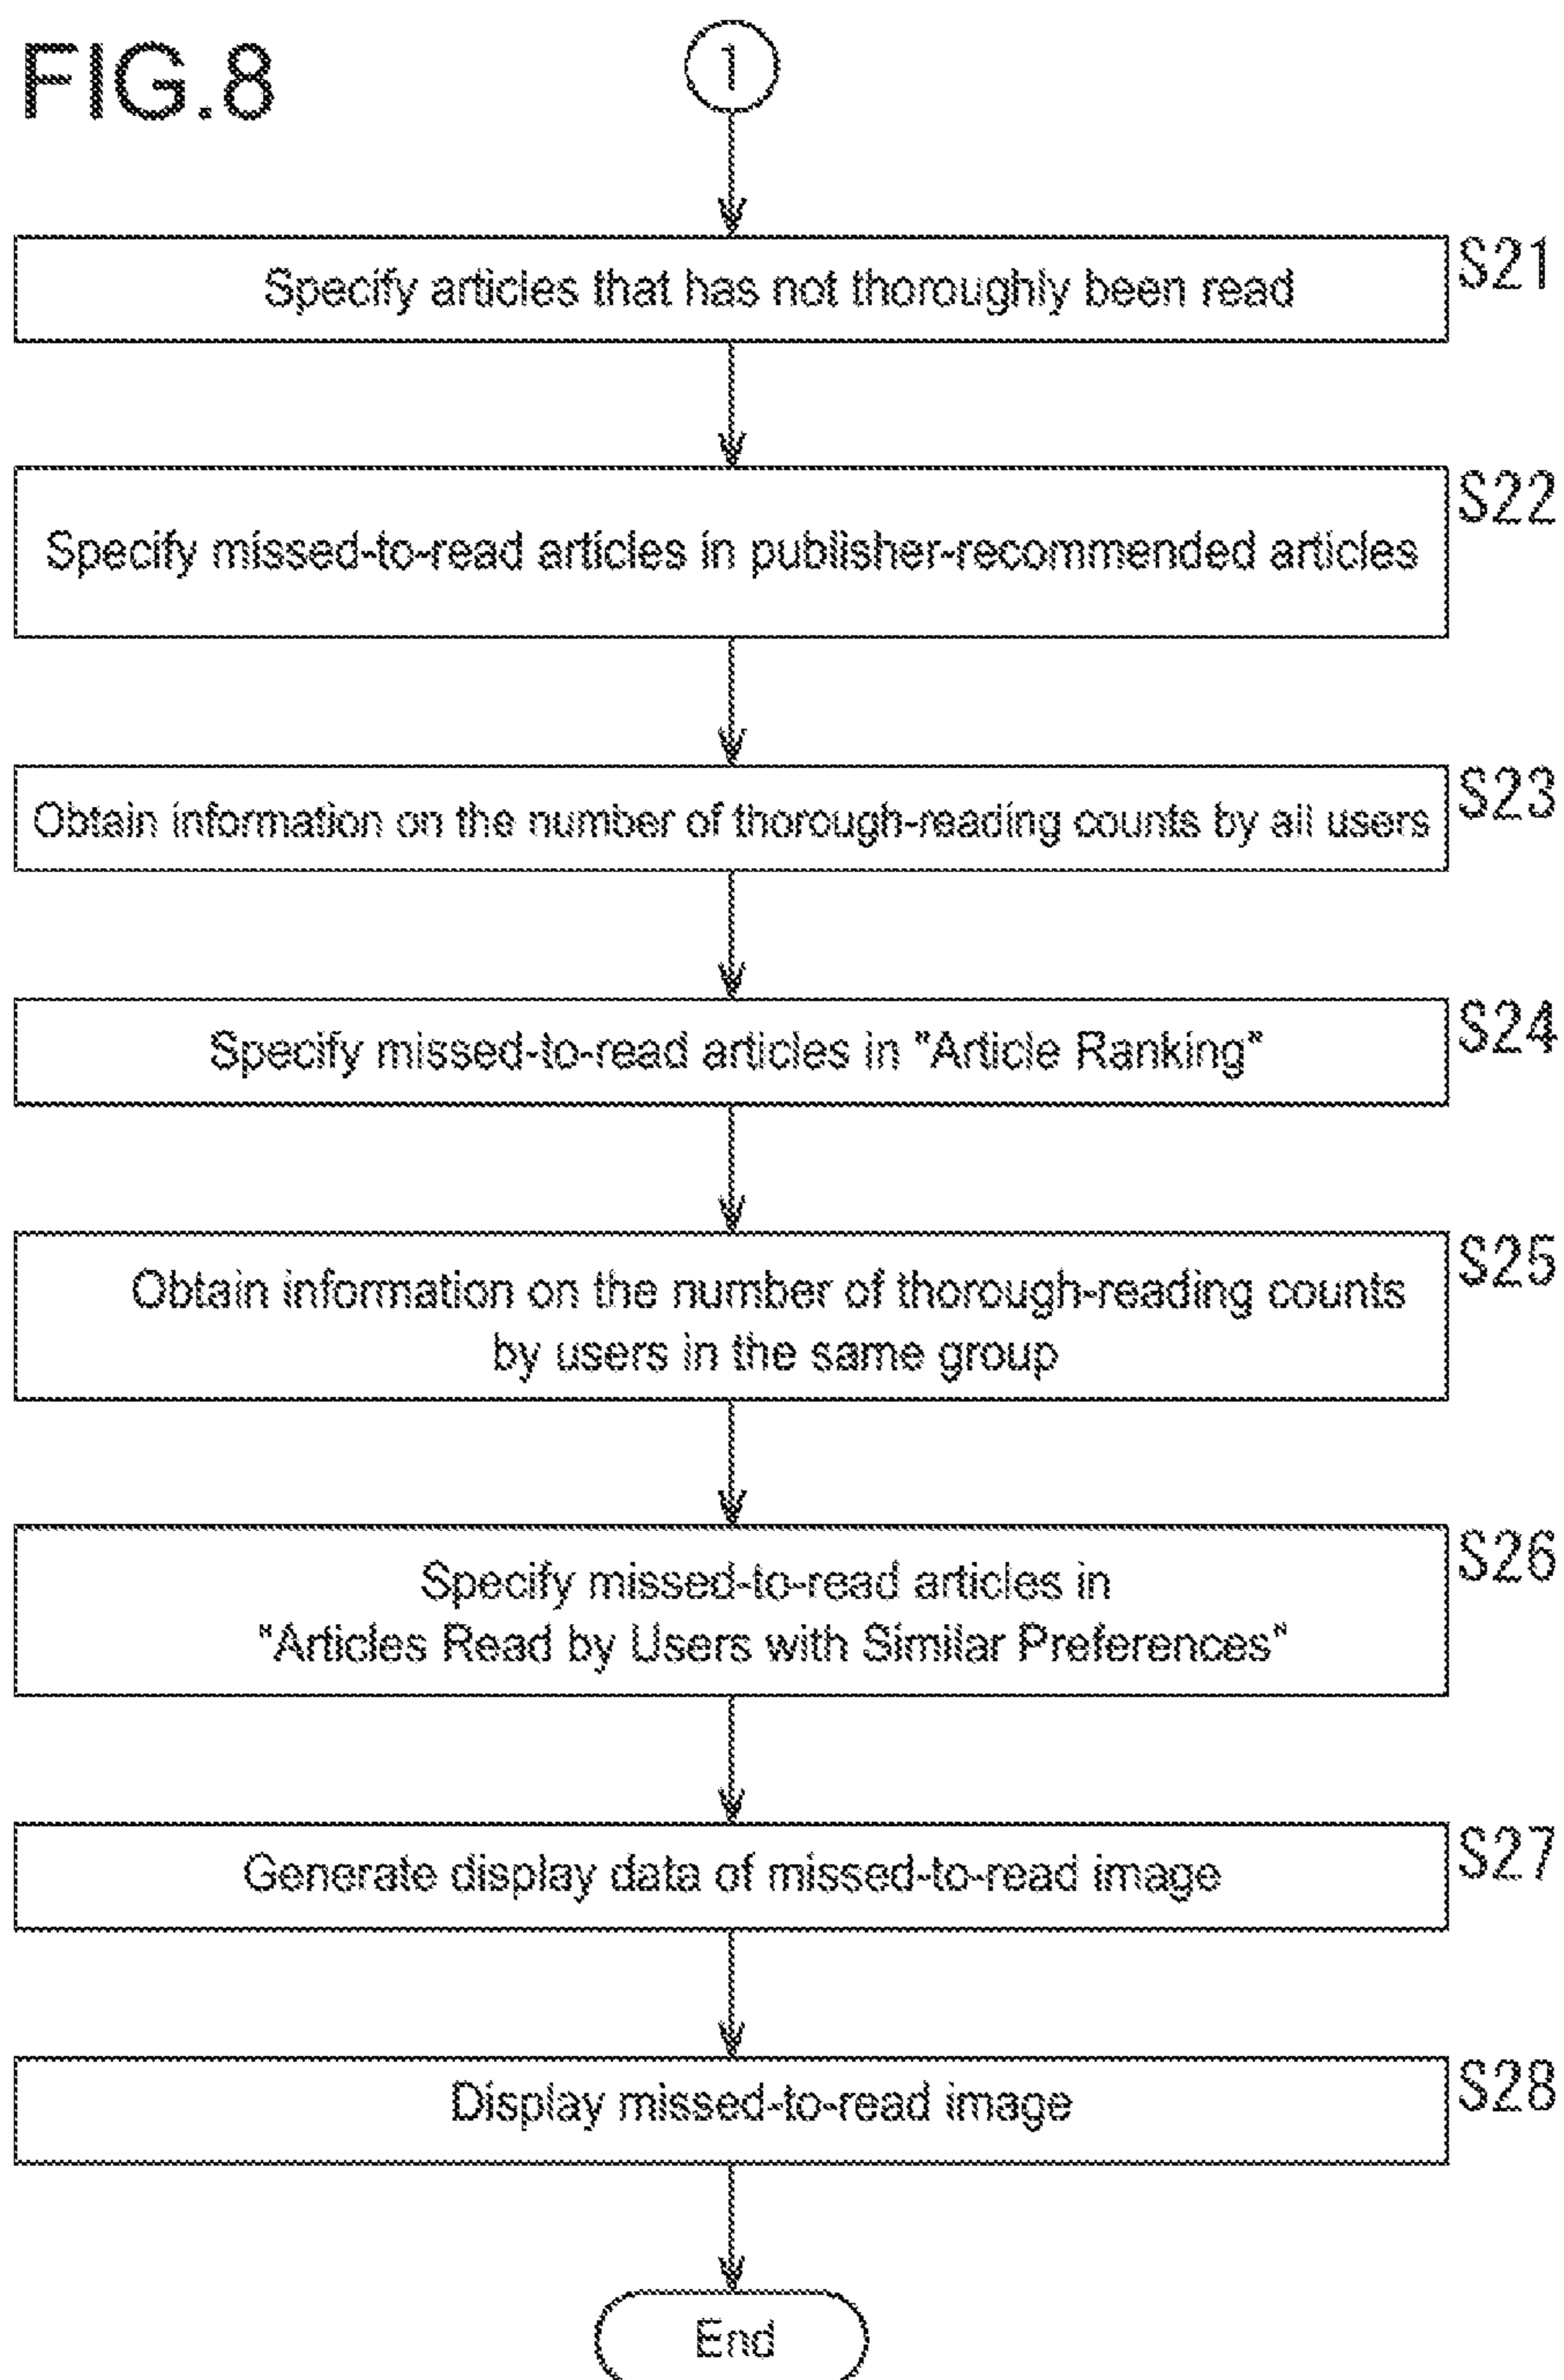 FIG.8
1
Specify articles that has not thoroughly been read
S21
Specify missed-to-read articles in publisher-recommended articles
S22
Obtain information on the number of thorough-reading counts by all users
S23
Specify missed-to-read articles in "Article Ranking"
S24
Obtain information on the number of thorough-reading counts
by users in the same group
S25
Specify missed-to-read articles in
"Articles Read by Users with Similar Preferences"
S26
Generate display data of missed-to-read image
S27
Display missed-to-read image
S28
End